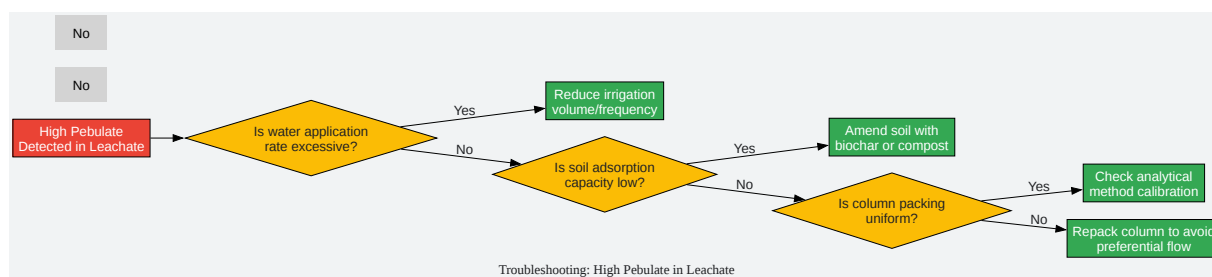 No
No
High Pebulate
Detected in Leachate
Is water application
rate excessive?
Yes
Reduce irrigation
volume/frequency
No
Is soil adsorption
capacity low?
Yes
Amend soil with
biochar or compost
No
Is column packing
uniform?
Yes
Check analytical
method calibration
No
Repack column to avoid
preferential flow
Troubleshooting: High Pebulate in Leachate